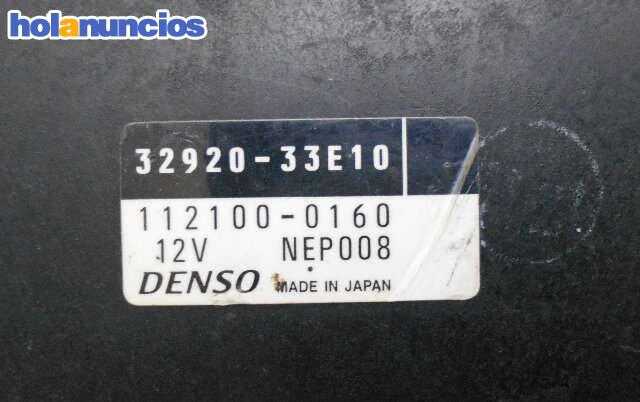 holanuncios
32920-33E10
112100-0160
12V NEP008
DENSO MADE IN JAPAN